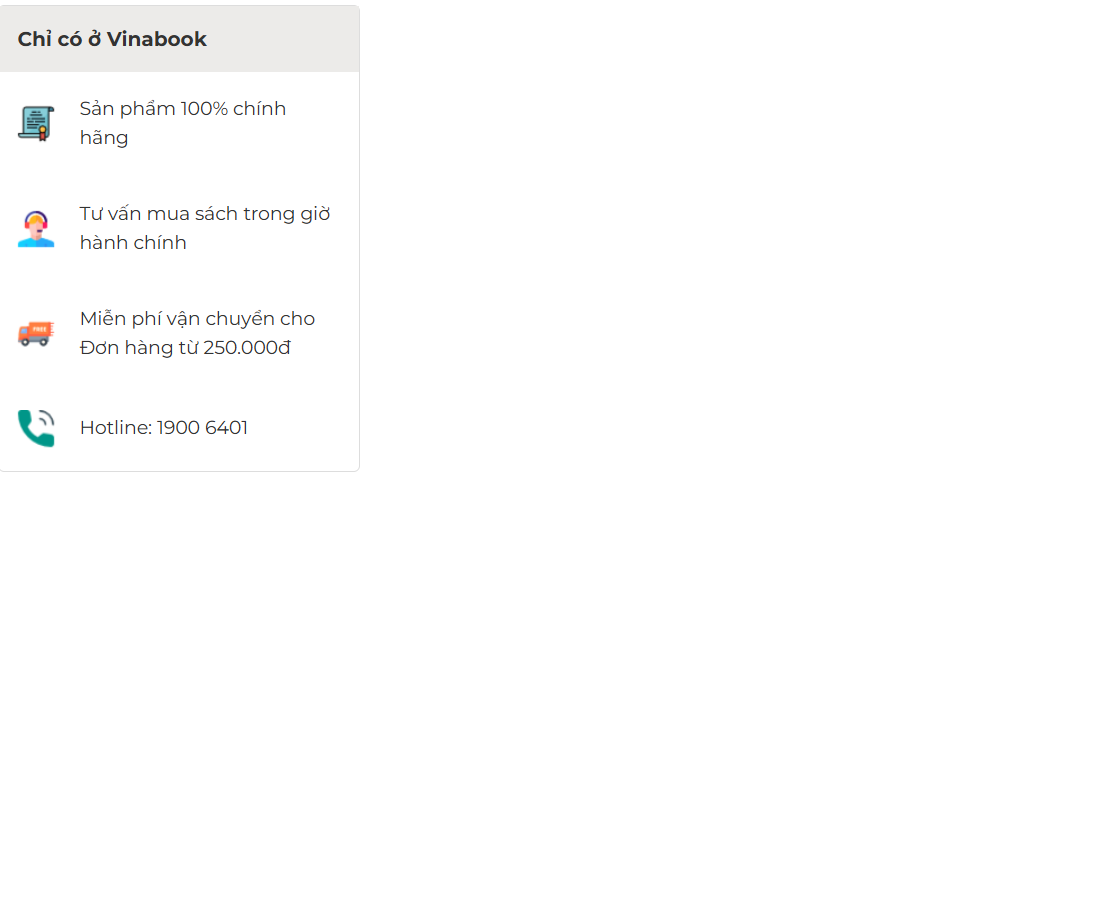 Chỉ có ở Vinabook
Sản phẩm 100% chính
hãng
Tư vấn mua sách trong giờ
hành chính
FREE
Miễn phí vận chuyển cho
Đơn hàng từ 250.000đ
Hotline: 1900 6401